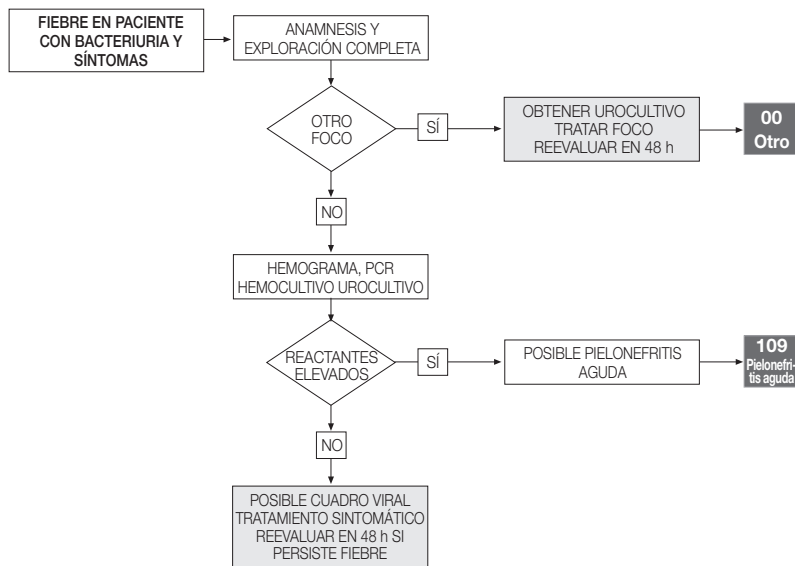 FIEBRE EN PACIENTE
CON BACTERIURIA Y
SÍNTOMAS
ANAMNESIS Y
EXPLORACIÓN COMPLETA
OTRO
FOCO
SÍ
OBTENER UROCULTIVO
TRATAR FOCO
REEVALUAR EN 48 h
00
Otro
NO
HEMOGRAMA, PCR
HEMOCULTIVO UROCULTIVO
REACTANTES
ELEVADOS
SÍ
POSIBLE PIELONEFRITIS
AGUDA
109
Pielonefri-
tis aguda
NO
POSIBLE CUADRO VIRAL
TRATAMIENTO SINTOMÁTICO
REEVALUAR EN 48 h SI
PERSISTE FIEBRE